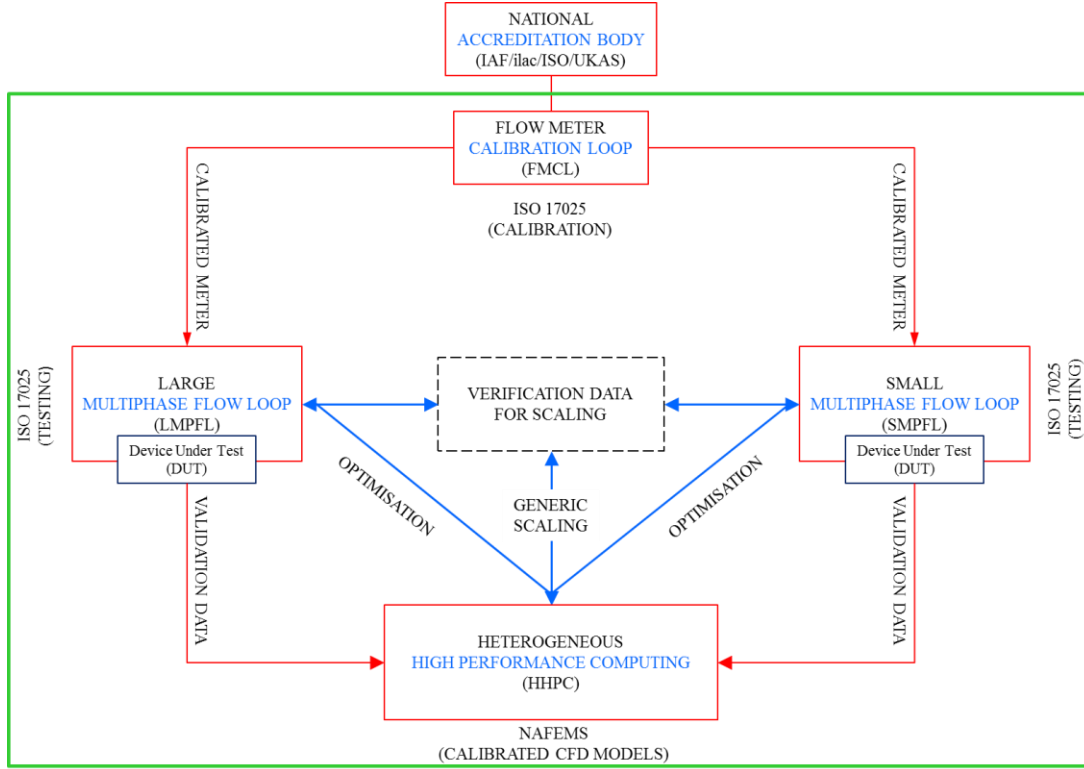 NATIONAL
ACCREDITATION BODY
(IAF/ilac/ISO/UKAS)
FLOW METER
CALIBRATION LOOP
(FMCL)
ISO 17025
(CALIBRATION)
CALIBRATED METER
CALIBRATED METER
ISO 17025
(TESTING)
LARGE
MULTIPHASE FLOW LOOP
(LMPFL)
Device Under Test
(DUT)
VERIFICATION DATA
FOR SCALING
SMALL
MULTIPHASE FLOW LOOP
(SMPFL)
Device Under Test
(DUT)
ISO 17025
(TESTING)
VALIDATION DATA
OPTIMISATION
GENERIC
SCALING
OPTIMISATION
VALIDATION DATA
HETEROGENEOUS
HIGH PERFORMANCE COMPUTING
(HHPC)
NAFEMS
(CALIBRATED CFD MODELS)